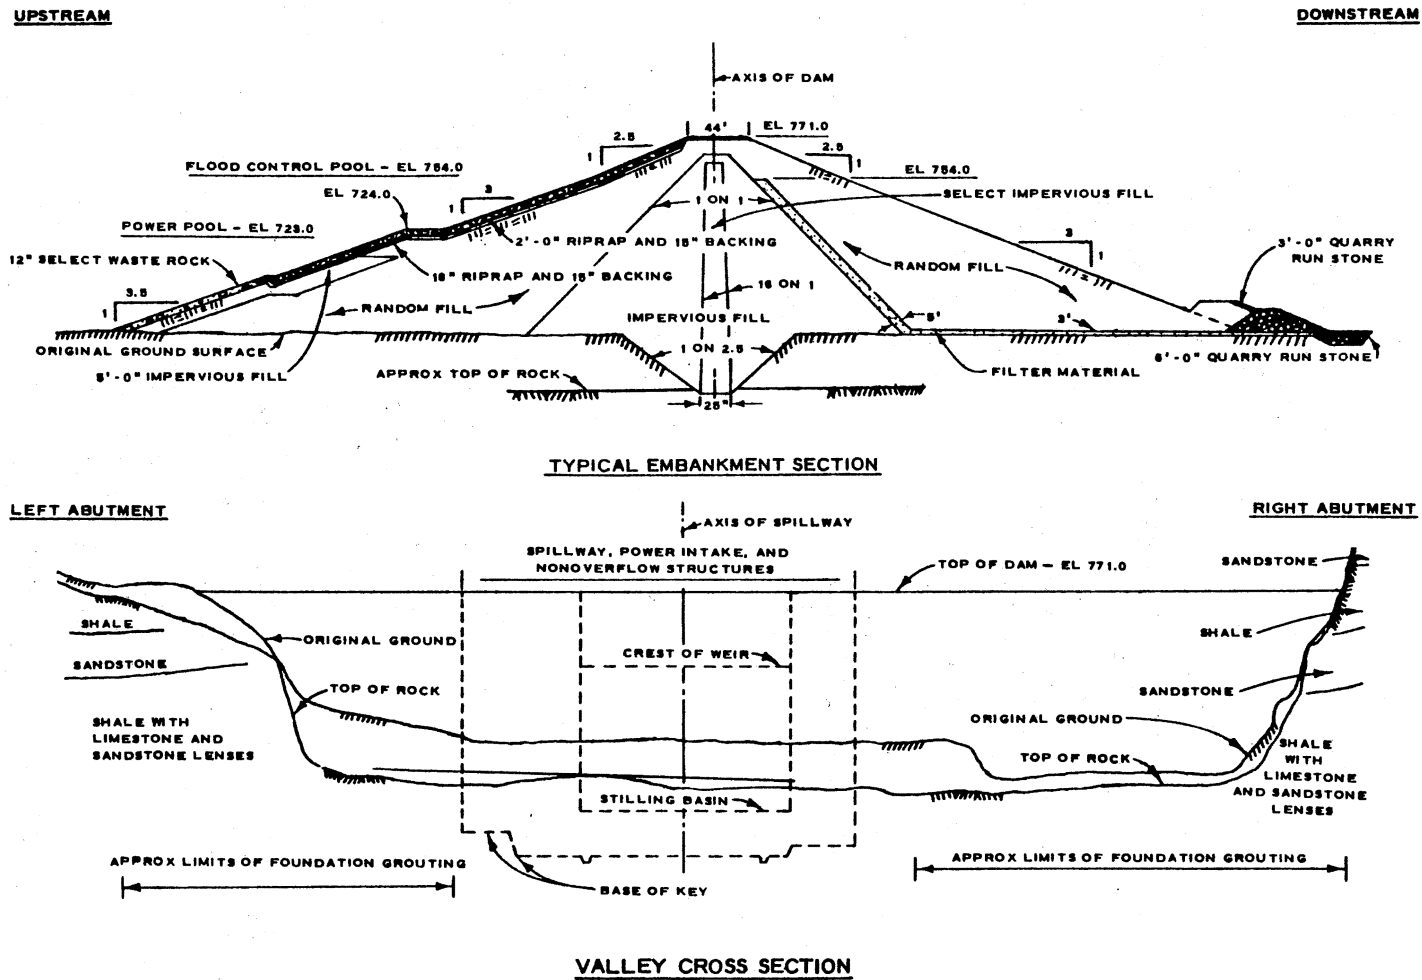 UPSTREAM
DOWNSTREAM
AXIS OF DAM
44'
EL 771.0
2.5
1
2.5
1
FLOOD CONTROL POOL - EL 754.0
EL 754.0
EL 724.0
3
1
1 ON 1
SELECT IMPERVIOUS FILL
POWER POOL - EL 723.0
2'-0" RIPRAP AND 15" BACKING
3
1
3'-0" QUARRY
RUN STONE
12" SELECT WASTE ROCK
18" RIPRAP AND 15" BACKING
RANDOM FILL
16 ON 1
3.5
1
RANDOM FILL
IMPERVIOUS FILL
5'
3'
ORIGINAL GROUND SURFACE
1 ON 2.5
6'-0" QUARRY RUN STONE
5'-0" IMPERVIOUS FILL
APPROX TOP OF ROCK
FILTER MATERIAL
25"
TYPICAL EMBANKMENT SECTION
LEFT ABUTMENT
RIGHT ABUTMENT
AXIS OF SPILLWAY
SPILLWAY, POWER INTAKE, AND
NONOVERFLOW STRUCTURES
TOP OF DAM - EL 771.0
SANDSTONE
SHALE
ORIGINAL GROUND
SHALE
SANDSTONE
CREST OF WEIR
TOP OF ROCK
SANDSTONE
SHALE WITH
LIMESTONE AND
SANDSTONE LENSES
ORIGINAL GROUND
TOP OF ROCK
SHALE
WITH
LIMESTONE
AND SANDSTONE
LENSES
STILLING BASIN
APPROX LIMITS OF FOUNDATION GROUTING
APPROX LIMITS OF FOUNDATION GROUTING
BASE OF KEY
VALLEY CROSS SECTION